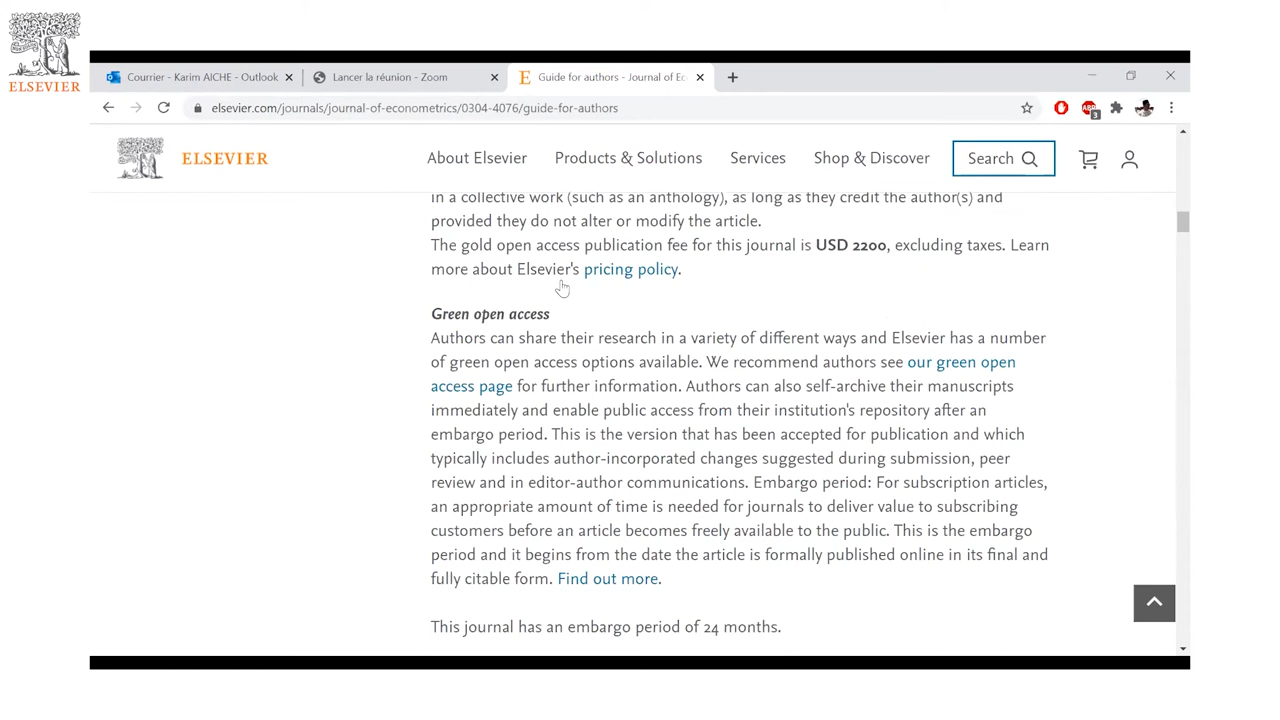 ELSEVIER
Courrier - Karim AICHE - Outlook
Lancer la réunion - Zoom
E Guide for authors - Journal of Ec
elsevier.com/journals/journal-of-econometrics/0304-4076/guide-for-authors
3
ELSEVIER
About Elsevier
Products & Solutions
Services
Shop & Discover
Search
in a collective work (such as an anthology), as long as they credit the author(s) and
provided they do not alter or modify the article.
The gold open access publication fee for this journal is USD 2200, excluding taxes. Learn
more about Elsevier's pricing policy.
Green open access
Authors can share their research in a variety of different ways and Elsevier has a number
of green open access options available. We recommend authors see our green open
access page for further information. Authors can also self-archive their manuscripts
immediately and enable public access from their institution's repository after an
embargo period. This is the version that has been accepted for publication and which
typically includes author-incorporated changes suggested during submission, peer
review and in editor-author communications. Embargo period: For subscription articles,
an appropriate amount of time is needed for journals to deliver value to subscribing
customers before an article becomes freely available to the public. This is the embargo
period and it begins from the date the article is formally published online in its final and
fully citable form. Find out more.
This journal has an embargo period of 24 months.